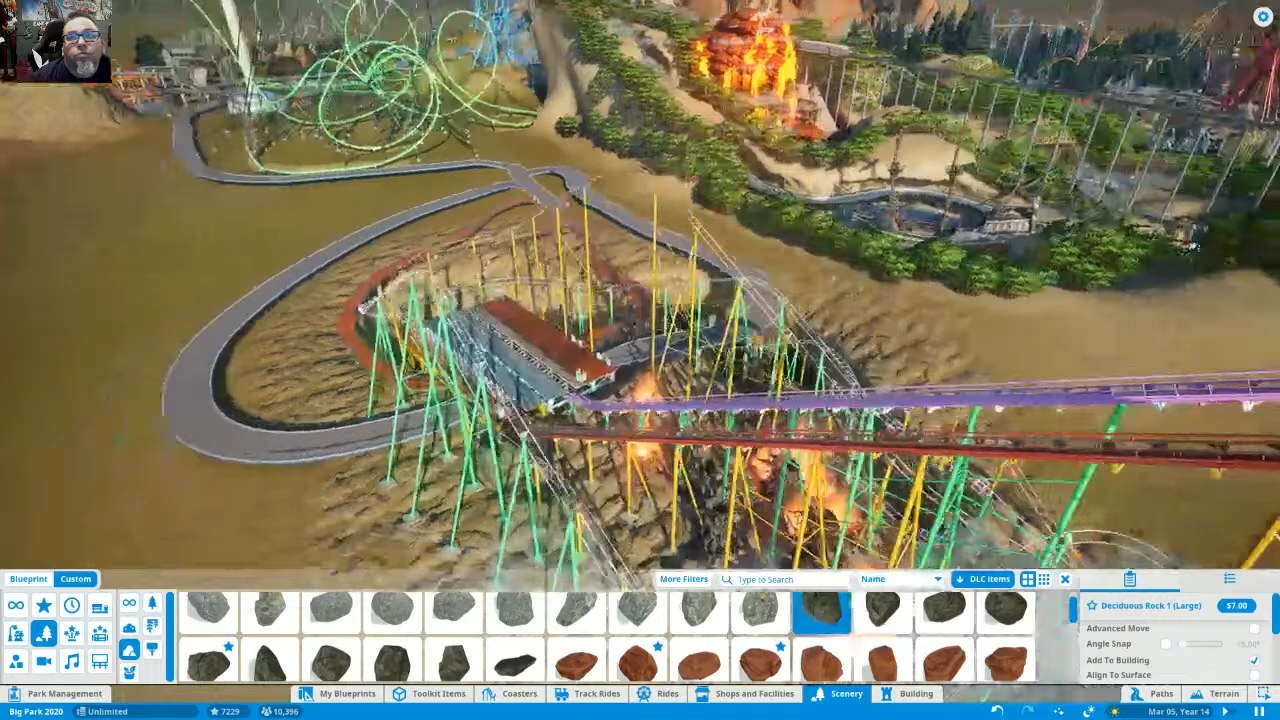 Blueprint Custom
More Filters Type to Search Name DLC items
Deciduous Rock 1 (Large) $7.00
Advanced Move
Angle Snap
Add To Building
Align To Surface
Park Management My Blueprints Toolkit Items Coasters Track Rides Rides Shops and Facilities Scenery Building Paths Terrain
Big Park 2020 Unlimited 7229 10,396 Mar 05, Year 14